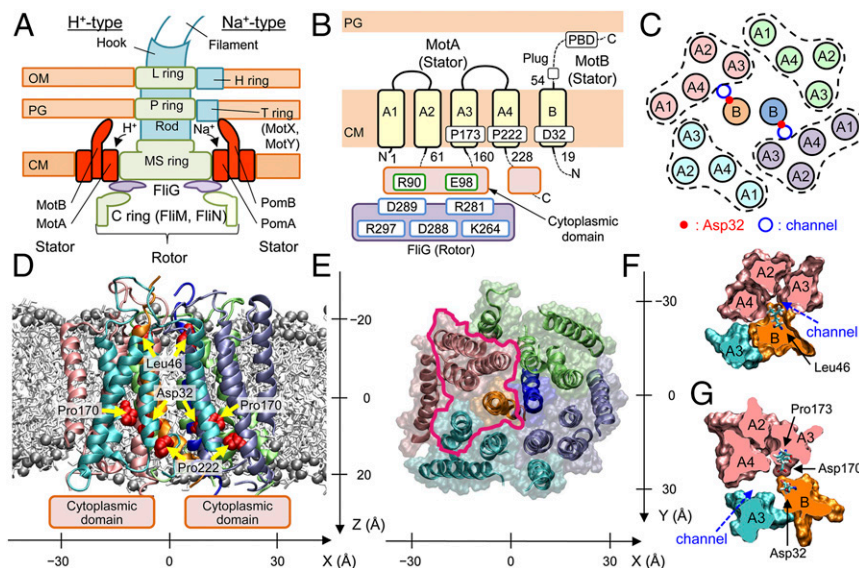 A
H+-type
Na+-type
Hook
Filament
OM
L ring
H ring
PG
P ring
T ring
(MotX,
MotY)
H+
Rod
Na+
CM
MS ring
MotB
MotA
FliG
PomB
PomA
C ring (FliM, FliN)
Stator
Stator
Rotor
B
PG
MotA
(Stator)
PBD
C
Plug
54
MotB
(Stator)
CM
A1
A2
A3
A4
B
P173
P222
D32
N
1
61
160
228
19
N
R90
E98
C
D289
R281
Cytoplasmic
domain
R297
D288
K264
FliG (Rotor)
C
A2
A3
A4
A1
A1
A2
A4
A3
B
B
A3
A4
A2
A1
A3
A4
A2
A1
: Asp32
: channel
D
Leu46
Asp32
Pro170
Pro170
Pro222
Cytoplasmic
domain
Cytoplasmic
domain
−20
0
20
Z (Å)
−30
0
30
X (Å)
E
−30
0
30
Y (Å)
−30
0
30
X (Å)
F
A2
A3
A4
channel
A3
B
Leu46
G
Pro173
A2
A3
A4
Asp170
B
A3
channel
Asp32